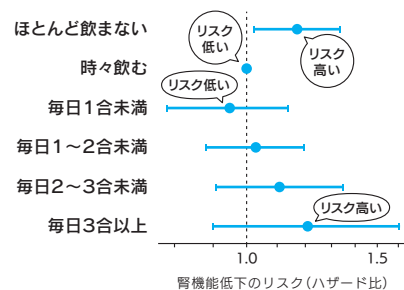 ほとんど飲まない
リスク
低い
リスク
高い
時々飲む
リスク低い
毎日1合未満
毎日1〜2合未満
毎日2〜3合未満
リスク高い
毎日3合以上
1.0
1.5
腎機能低下のリスク(ハザード比)